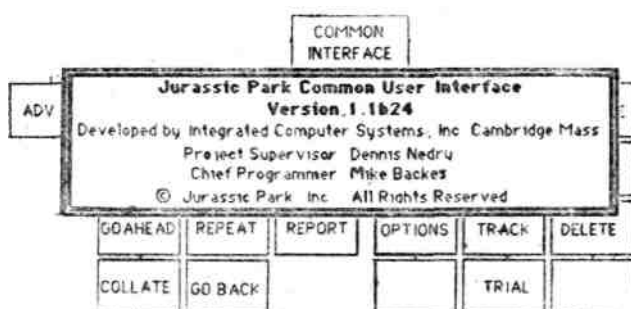 COMMON
INTERFACE
ADV
Jurassic Park Common User Interface
Version 1.1b24
Developed by Integrated Computer Systems, Inc Cambridge Mass
Project Supervisor Dennis Nedry
Chief Programmer Mike Backes
© Jurassic Park Inc All Rights Reserved
GO AHEAD REPEAT REPORT OPTIONS TRACK DELETE
COLLATE GO BACK TRIAL